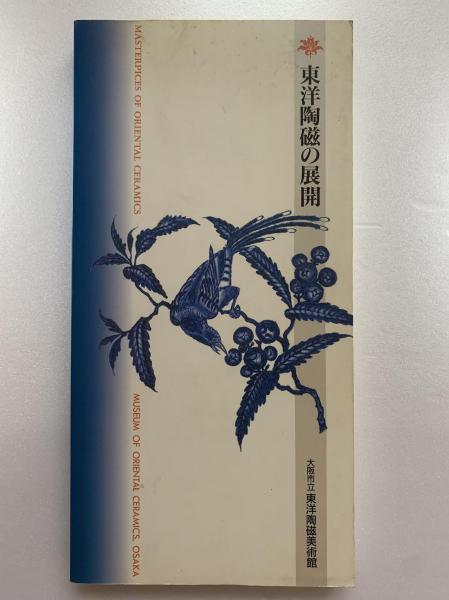 東洋陶磁の展開
大阪市立 東洋陶磁美術館
MASTERPICES OF ORIENTAL CERAMICS
MUSEUM OF ORIENTAL CERAMICS, OSAKA